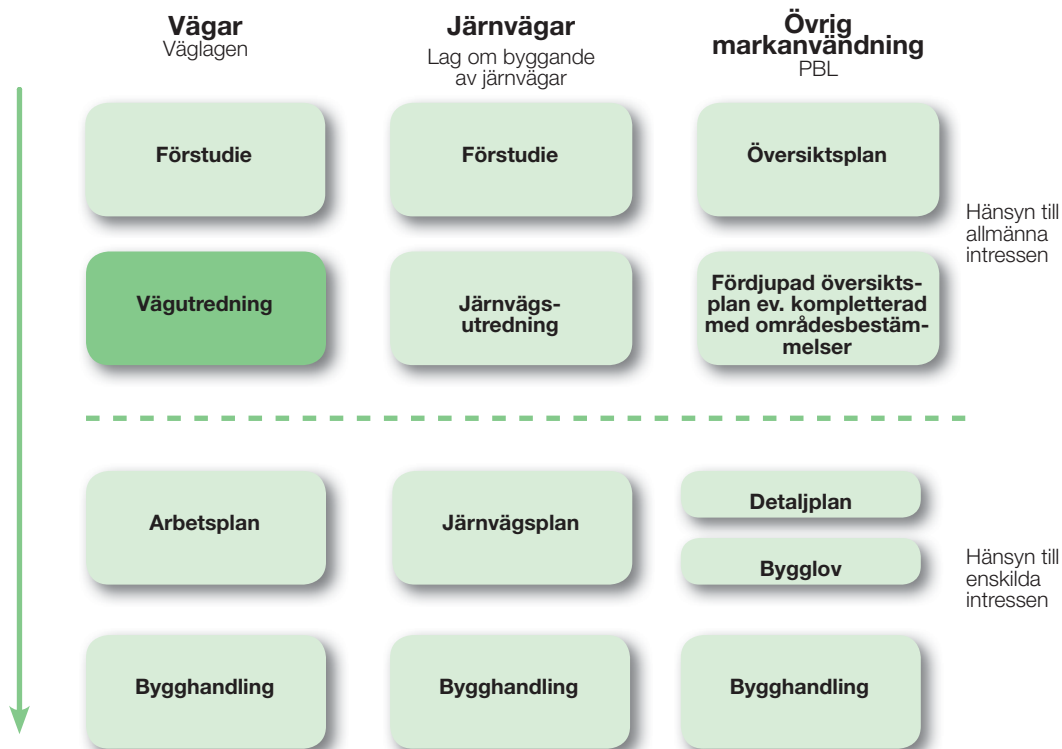 Vägar
Väglagen
Järnvägar
Lag om byggande
av järnvägar
Övrig
markanvändning
PBL
Förstudie
Förstudie
Översiktsplan
Hänsyn till
allmänna
intressen
Vägutredning
Järnvägs-
utredning
Fördjupad översikts-
plan ev. kompletterad
med områdesbestäm-
melser
Arbetsplan
Järnvägsplan
Detaljplan
Bygglov
Hänsyn till
enskilda
intressen
Bygghandling
Bygghandling
Bygghandling